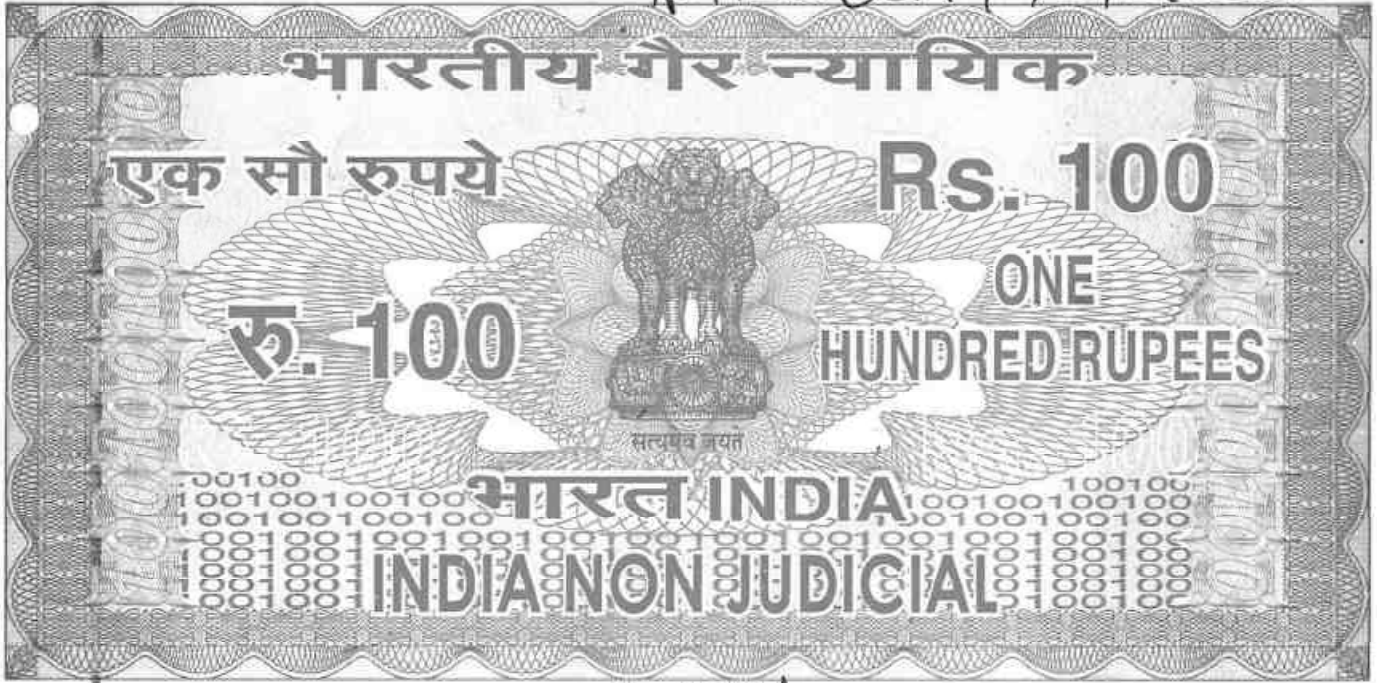 भारतीय गैर न्यायिक
एक सौ रुपये
Rs. 100
रु. 100
ONE
HUNDRED RUPEES
सत्यमेव जयते
भारत INDIA
INDIA NON JUDICIAL